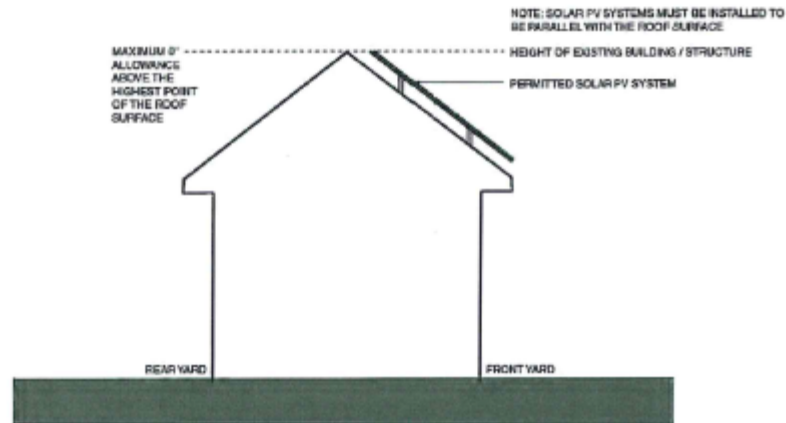 NOTE: SOLAR PV SYSTEMS MUST BE INSTALLED TO
BE PARALLEL WITH THE ROOF SURFACE
MAXIMUM 0"
ALLOWANCE
ABOVE THE
HIGHEST POINT
OF THE ROOF
SURFACE
HEIGHT OF EXISTING BUILDING / STRUCTURE
PERMITTED SOLAR PV SYSTEM
REAR YARD
FRONT YARD